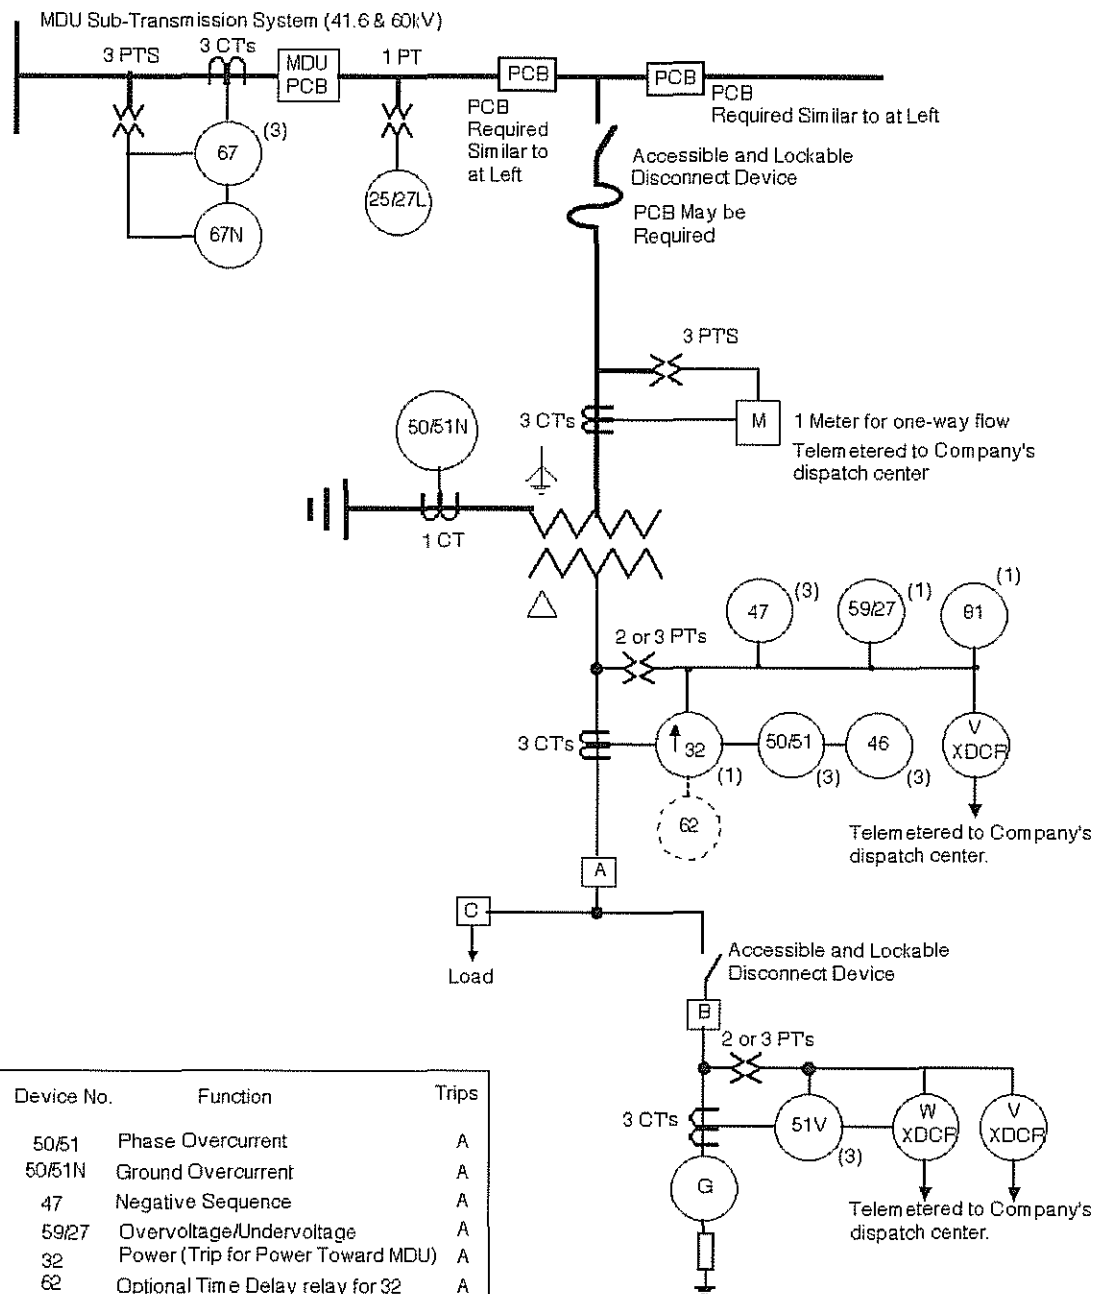 MDU Sub-Transmission System (41.6 & 60kV)
3 PT'S
3 CT's
MDU
PCB
1 PT
PCB
PCB
PCB
Required
Similar to
at Left
PCB
Required Similar to at Left
67
(3)
67N
25/27L
Accessible and Lockable
Disconnect Device
PCB May be
Required
3 PT'S
50/51N
3 CT's
M
1 Meter for one-way flow
Telemetered to Company's
dispatch center
1 CT
47
(3)
59/27
(1)
81
(1)
2 or 3 PT's
3 CT's
32
(1)
50/51
(3)
46
(3)
V
XDCR
62
Telemetered to Company's
dispatch center.
A
C
Load
Accessible and Lockable
Disconnect Device
B
2 or 3 PT's
3 CT's
51V
(3)
W
XDCR
V
XDCR
G
Telemetered to Company's
dispatch center.
Device No. Function Trips
50/51 Phase Overcurrent A
50/51N Ground Overcurrent A
47 Negative Sequence A
59/27 Overvoltage/Undervoltage A
32 Power (Trip for Power Toward MDU) A
62 Optional Time Delay relay for 32 A